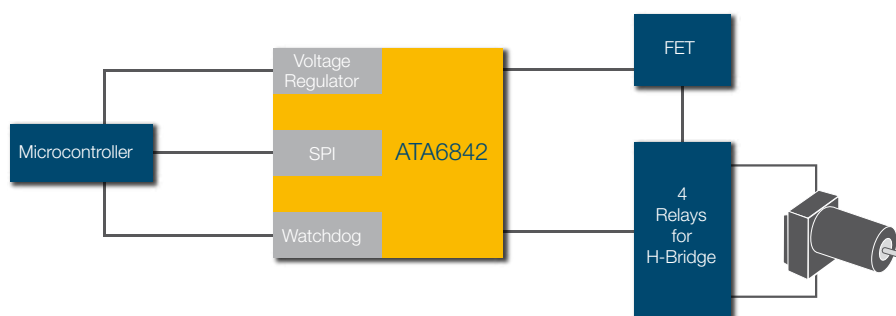 Microcontroller
Voltage
Regulator
SPI
Watchdog
ATA6842
FET
4
Relays
for
H-Bridge